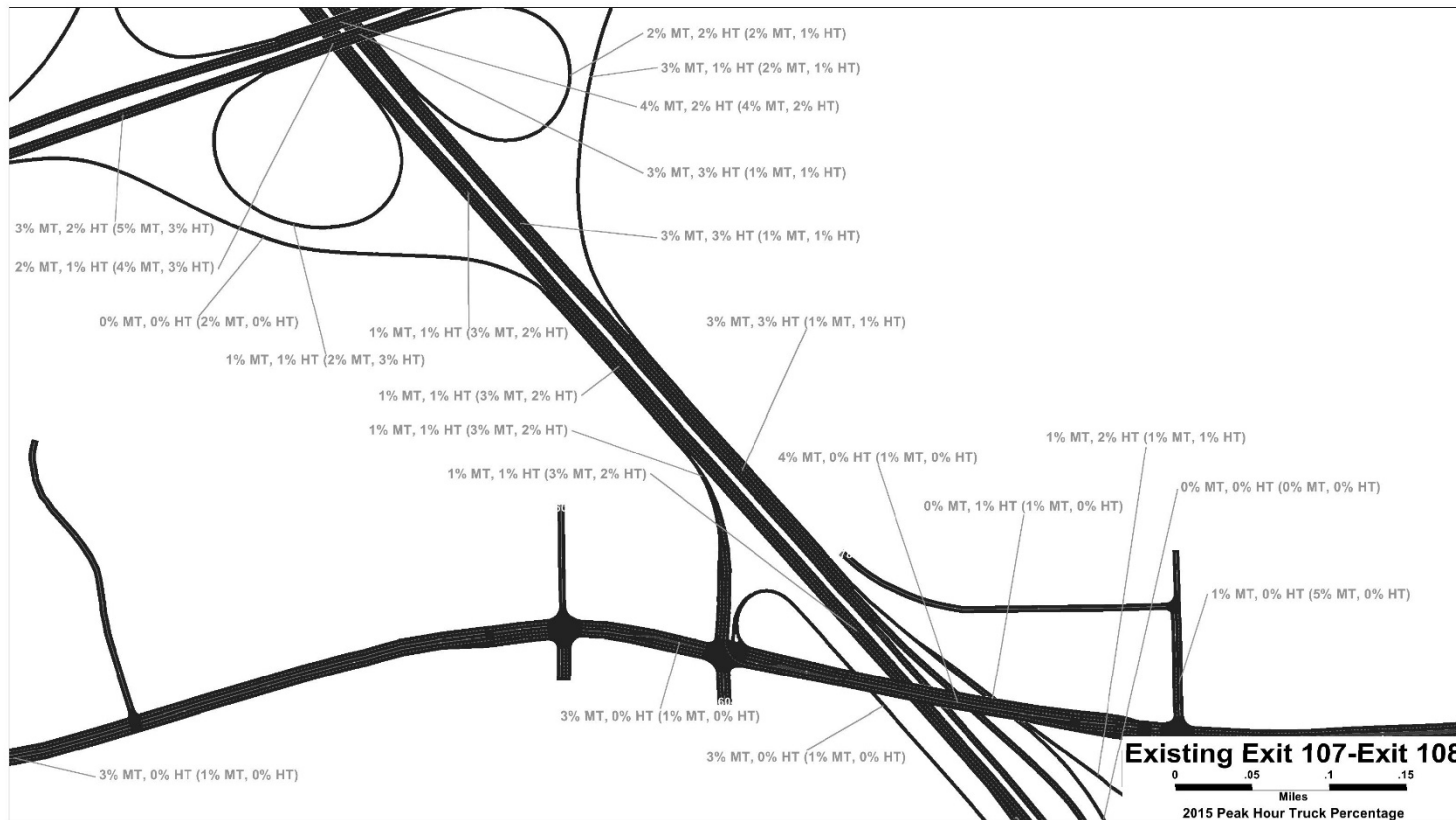 2% MT, 2% HT (2% MT, 1% HT)
3% MT, 1% HT (2% MT, 1% HT)
4% MT, 2% HT (4% MT, 2% HT)
3% MT, 3% HT (1% MT, 1% HT)
3% MT, 2% HT (5% MT, 3% HT)
3% MT, 3% HT (1% MT, 1% HT)
2% MT, 1% HT (4% MT, 3% HT)
0% MT, 0% HT (2% MT, 0% HT)
3% MT, 3% HT (1% MT, 1% HT)
1% MT, 1% HT (3% MT, 2% HT)
1% MT, 1% HT (2% MT, 3% HT)
1% MT, 1% HT (3% MT, 2% HT)
1% MT, 1% HT (3% MT, 2% HT)
1% MT, 2% HT (1% MT, 1% HT)
4% MT, 0% HT (1% MT, 0% HT)
1% MT, 1% HT (3% MT, 2% HT)
0% MT, 0% HT (0% MT, 0% HT)
0% MT, 1% HT (1% MT, 0% HT)
1% MT, 0% HT (5% MT, 0% HT)
3% MT, 0% HT (1% MT, 0% HT)
3% MT, 0% HT (1% MT, 0% HT)
3% MT, 0% HT (1% MT, 0% HT)
Existing Exit 107-Exit 108
0 .05 .1 .15
Miles
2015 Peak Hour Truck Percentage